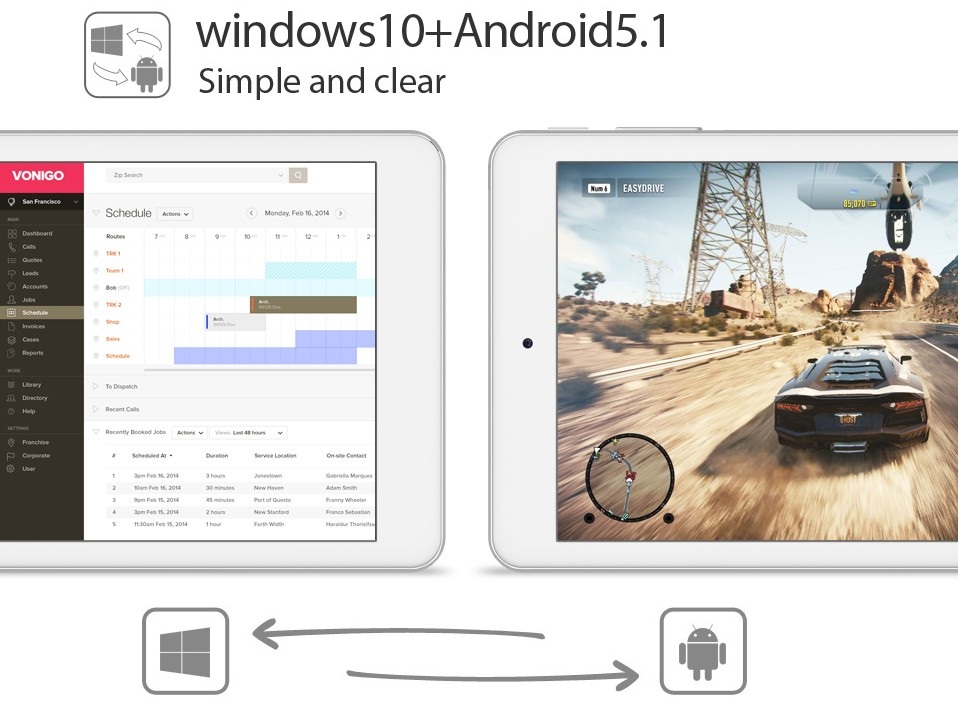 windows10+Android5.1
Simple and clear
VONIGO
Zip Search
San Francisco
Schedule Actions Monday, Feb 16, 2014
MAIN
Routes 7 8 9 10 11 12 1 2
Dashboard
Calls
Quotes
Leads
Accounts
Jobs
Schedule
Invoices
Cases
Reports
MORE
Library
Directory
Help
SETTINGS
Franchise
Corporate
User
TRK 1
Team 1
Bob
TRK 2
Arch.
Shop
Arch.
Sales
Schedule
To Dispatch
Recent Calls
Recently Booked Jobs Actions View: Last 48 hours
# Scheduled At Duration Service Location On-site Contact
1 3pm Feb 16, 2014 3 hours Jonestown Gabriella Marquez
2 10am Feb 16, 2014 30 minutes New Haven Adam Smith
3 9pm Feb 15, 2014 45 minutes Port of Questo Franny Wheeler
4 3pm Feb 15, 2014 2 hours New Stanford Franco Sebastian
5 11:30am Feb 15, 2014 1 hour Forth Width
Num 6 EASYDRIVE
85,070
POLICE
GHOST